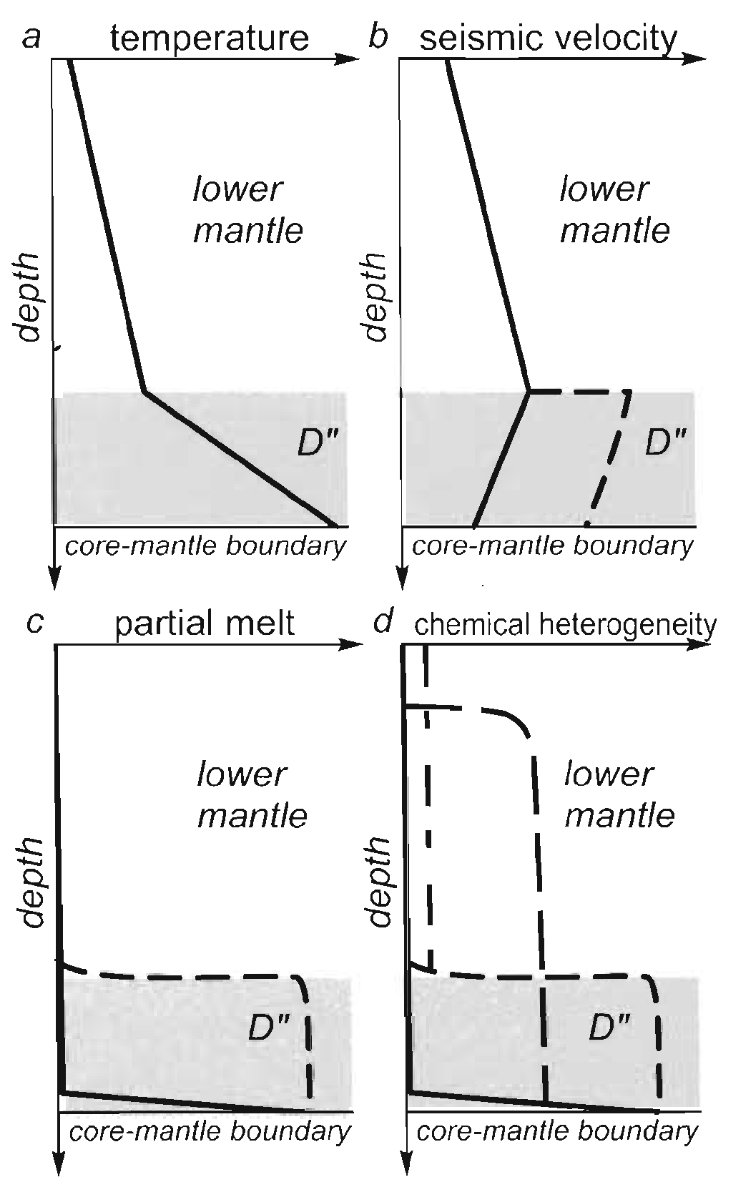 a temperature
b seismic velocity
lower
mantle
depth
D"
core-mantle boundary
lower
mantle
depth
D"
core-mantle boundary
c partial melt
d chemical heterogeneity
lower
mantle
depth
D"
core-mantle boundary
lower
mantle
depth
D"
core-mantle boundary